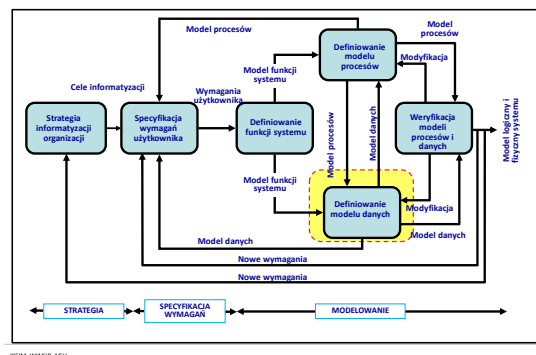 Model procesów
Model
procesów
Definiowanie
modelu
procesów
Modyfikacja
Model funkcji
systemu
Cele informatyzacji
Wymagania
użytkownika
Strategia
informatyzacji
organizacji
Specyfikacja
wymagań
użytkownika
Definiowanie
funkcji systemu
Weryfikacja
modeli
procesów i
danych
Model logiczny i
fizyczny systemu
Model procesów
Model danych
Model funkcji
systemu
Definiowanie
modelu danych
Modyfikacja
Model danych
Model danych
Nowe wymagania
Nowe wymagania
STRATEGIA
SPECYFIKACJA
WYMAGAŃ
MODELOWANIE